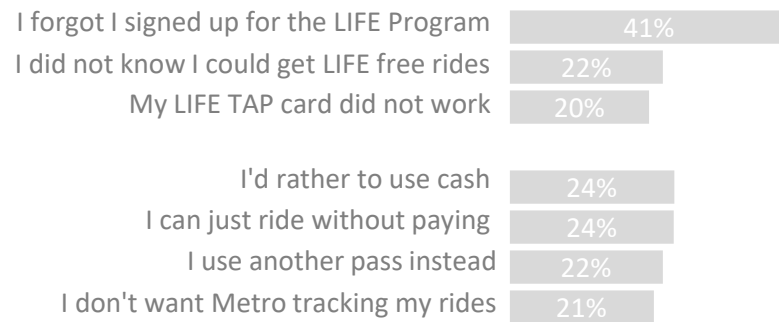 I forgot I signed up for the LIFE Program 41%
I did not know I could get LIFE free rides 22%
My LIFE TAP card did not work 20%
I'd rather to use cash 24%
I can just ride without paying 24%
I use another pass instead 22%
I don't want Metro tracking my rides 21%